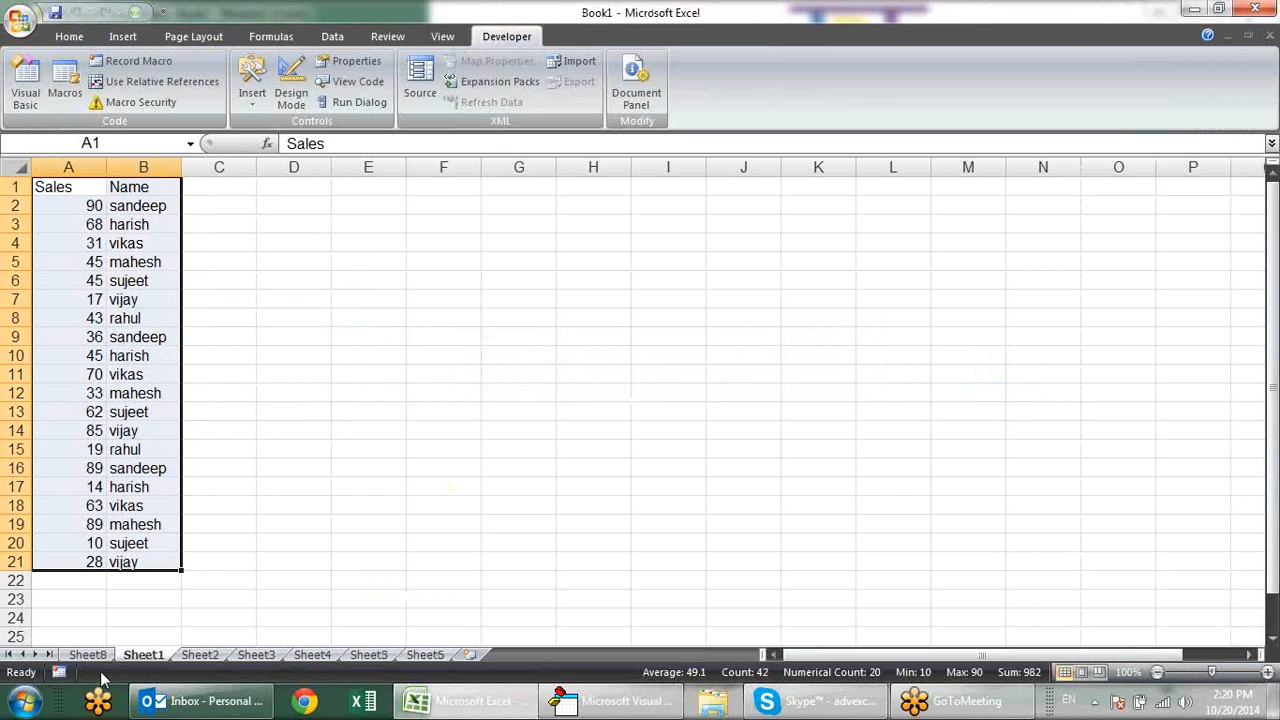 Book1 - Microsoft Excel
Home Insert Page Layout Formulas Data Review View Developer
Visual Basic
Macros
Record Macro
Use Relative References
Macro Security
Code
Insert
Design Mode
Properties
View Code
Run Dialog
Controls
Source
Map Properties
Expansion Packs
Refresh Data
Import
Export
XML
Document Panel
Modify
A1 fx Sales
A B C D E F G H I J K L M N O P
1 Sales Name
2 90 sandeep
3 68 harish
4 31 vikas
5 45 mahesh
6 45 sujeet
7 17 vijay
8 43 rahul
9 36 sandeep
10 45 harish
11 70 vikas
12 33 mahesh
13 62 sujeet
14 85 vijay
15 19 rahul
16 89 sandeep
17 14 harish
18 63 vikas
19 89 mahesh
20 10 sujeet
21 28 vijay
22
23
24
25
Sheet8 Sheet1 Sheet2 Sheet3 Sheet4 Sheet5 Sheet5
Ready Average: 49.1 Count: 42 Numerical Count: 20 Min: 10 Max: 90 Sum: 982 100%
Inbox - Personal ... Microsoft Excel - ... Microsoft Visual ... Skype™ - advexc... GoToMeeting EN 2:20 PM
10/20/2014